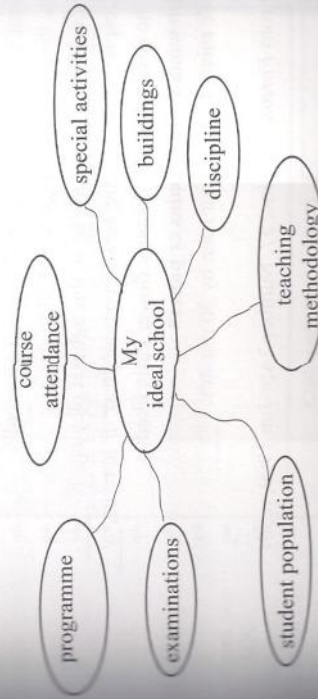 course
attendance
special activities
programme
My
ideal school
buildings
examinations
discipline
student population
teaching
methodology